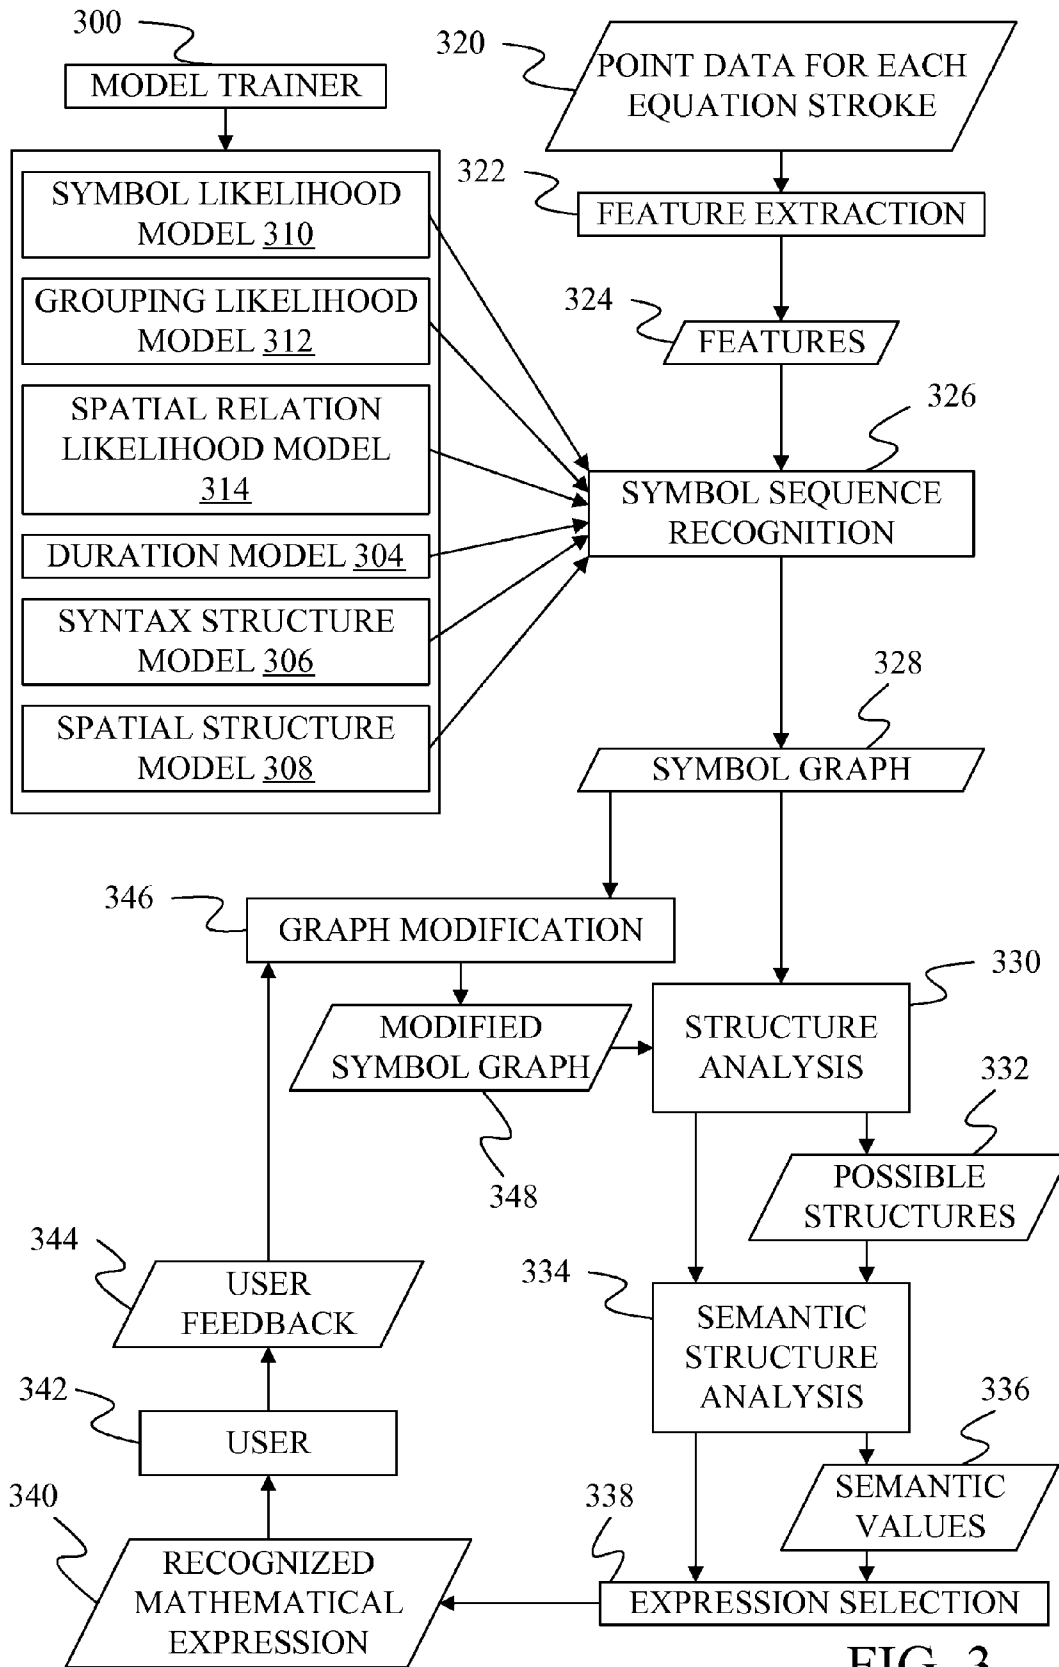 300
MODEL TRAINER
SYMBOL LIKELIHOOD
MODEL 310
GROUPING LIKELIHOOD
MODEL 312
SPATIAL RELATION
LIKELIHOOD MODEL
314
DURATION MODEL 304
SYNTAX STRUCTURE
MODEL 306
SPATIAL STRUCTURE
MODEL 308
320
POINT DATA FOR EACH
EQUATION STROKE
322
FEATURE EXTRACTION
324
FEATURES
326
SYMBOL SEQUENCE
RECOGNITION
328
SYMBOL GRAPH
346
GRAPH MODIFICATION
330
STRUCTURE
ANALYSIS
MODIFIED
SYMBOL GRAPH
348
332
POSSIBLE
STRUCTURES
344
USER
FEEDBACK
334
SEMANTIC
STRUCTURE
ANALYSIS
342
USER
336
SEMANTIC
VALUES
340
RECOGNIZED
MATHEMATICAL
EXPRESSION
338
EXPRESSION SELECTION
FIG. 3